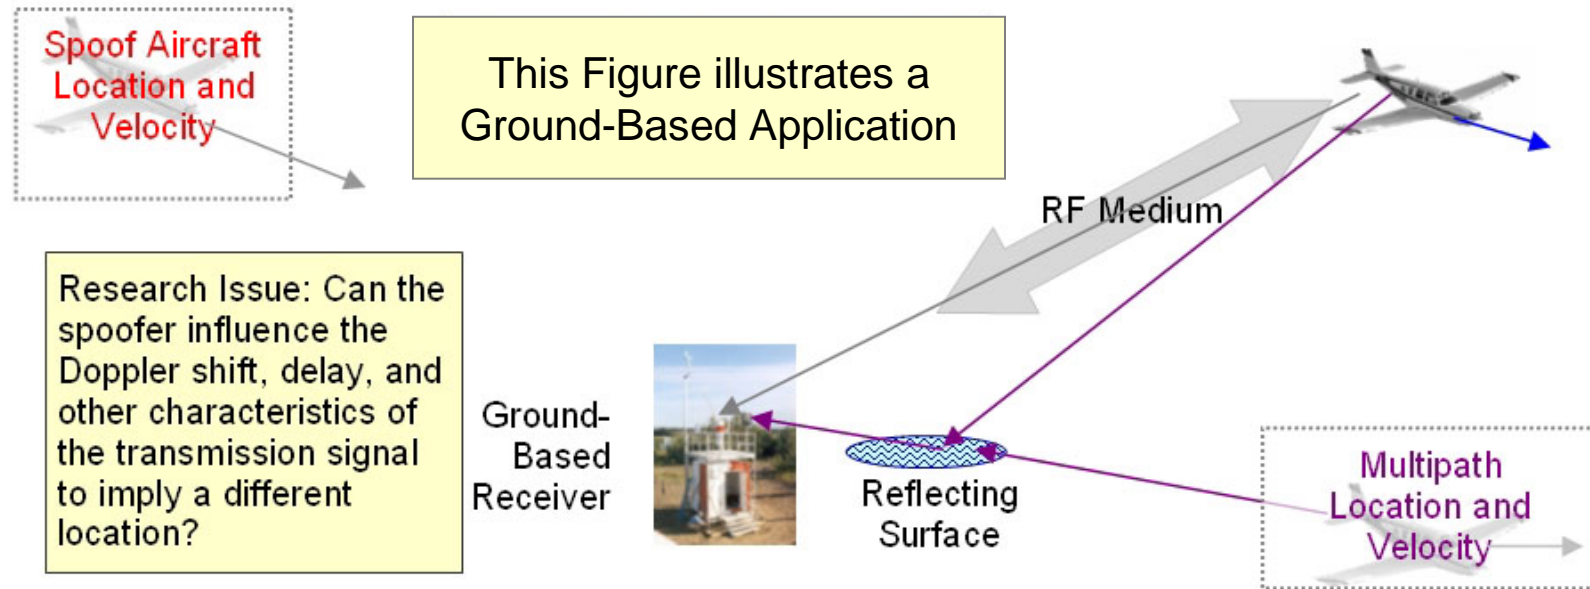 Spoof Aircraft
Location and
Velocity
This Figure illustrates a
Ground-Based Application
RF Medium
Research Issue: Can the
spoofer influence the
Doppler shift, delay, and
other characteristics of
the transmission signal
to imply a different
location?
Ground-
Based
Receiver
Reflecting
Surface
Multipath
Location and
Velocity